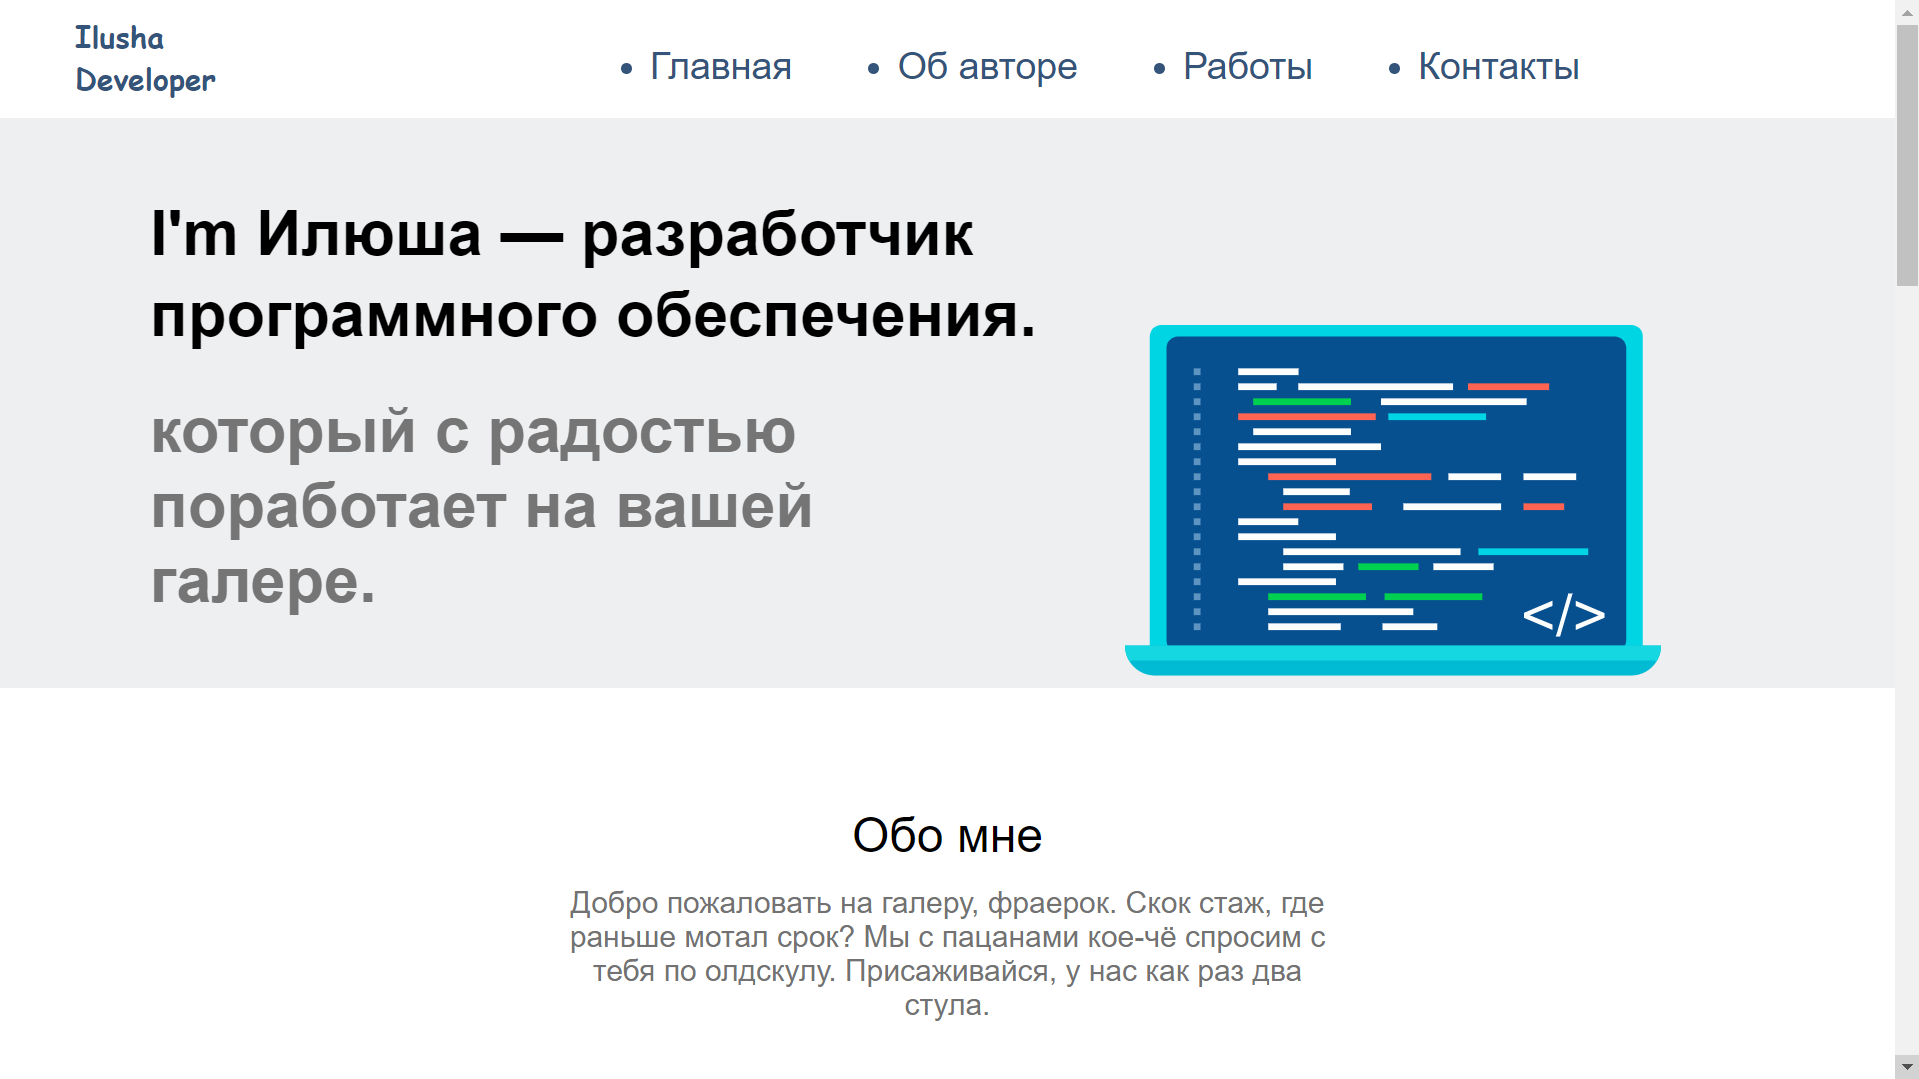 Ilusha
Developer
Главная
Об авторе
Работы
Контакты
I'm Илюша — разработчик
программного обеспечения.
который с радостью
поработает на вашей
галере.
</>
Обо мне
Добро пожаловать на галеру, фраерок. Скок стаж, где
раньше мотал срок? Мы с пацанами кое-чё спросим с
тебя по олдскулу. Присаживайся, у нас как раз два
стула.